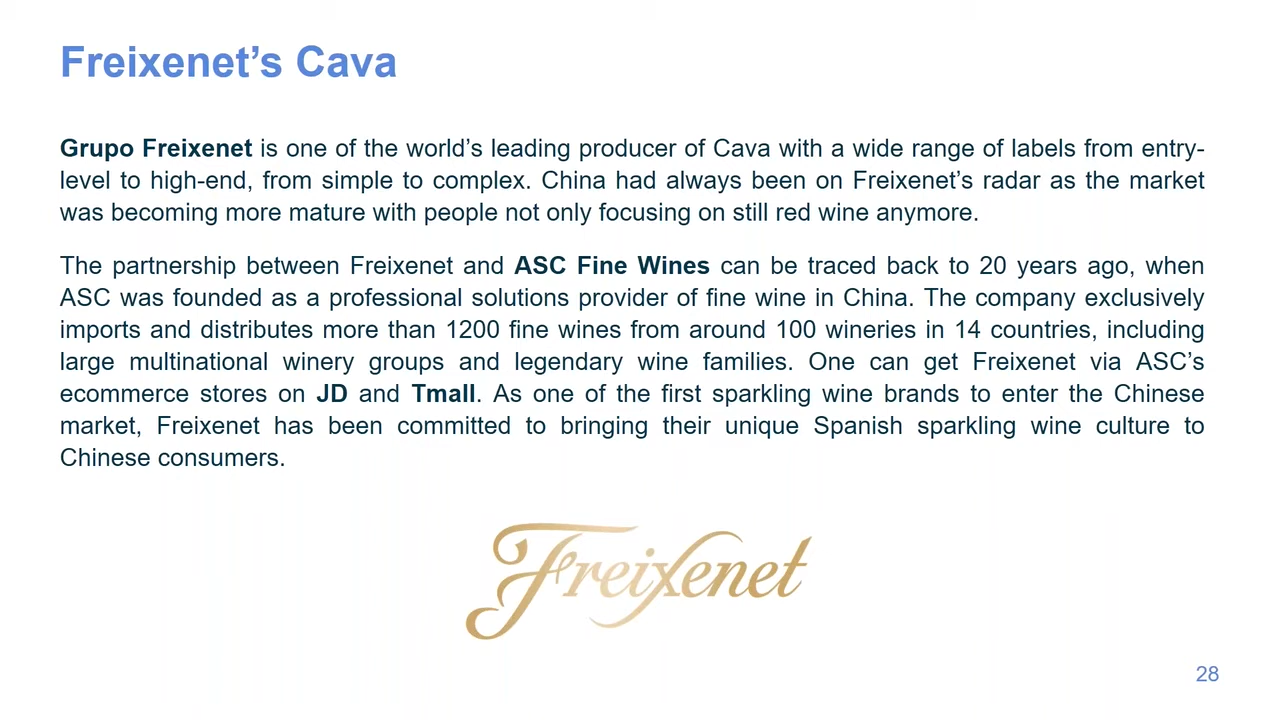 Freixenet’s Cava
Grupo Freixenet is one of the world’s leading producer of Cava with a wide range of labels from entry-
level to high-end, from simple to complex. China had always been on Freixenet’s radar as the market
was becoming more mature with people not only focusing on still red wine anymore.
The partnership between Freixenet and ASC Fine Wines can be traced back to 20 years ago, when
ASC was founded as a professional solutions provider of fine wine in China. The company exclusively
imports and distributes more than 1200 fine wines from around 100 wineries in 14 countries, including
large multinational winery groups and legendary wine families. One can get Freixenet via ASC’s
ecommerce stores on JD and Tmall. As one of the first sparkling wine brands to enter the Chinese
market, Freixenet has been committed to bringing their unique Spanish sparkling wine culture to
Chinese consumers.
Freixenet
28